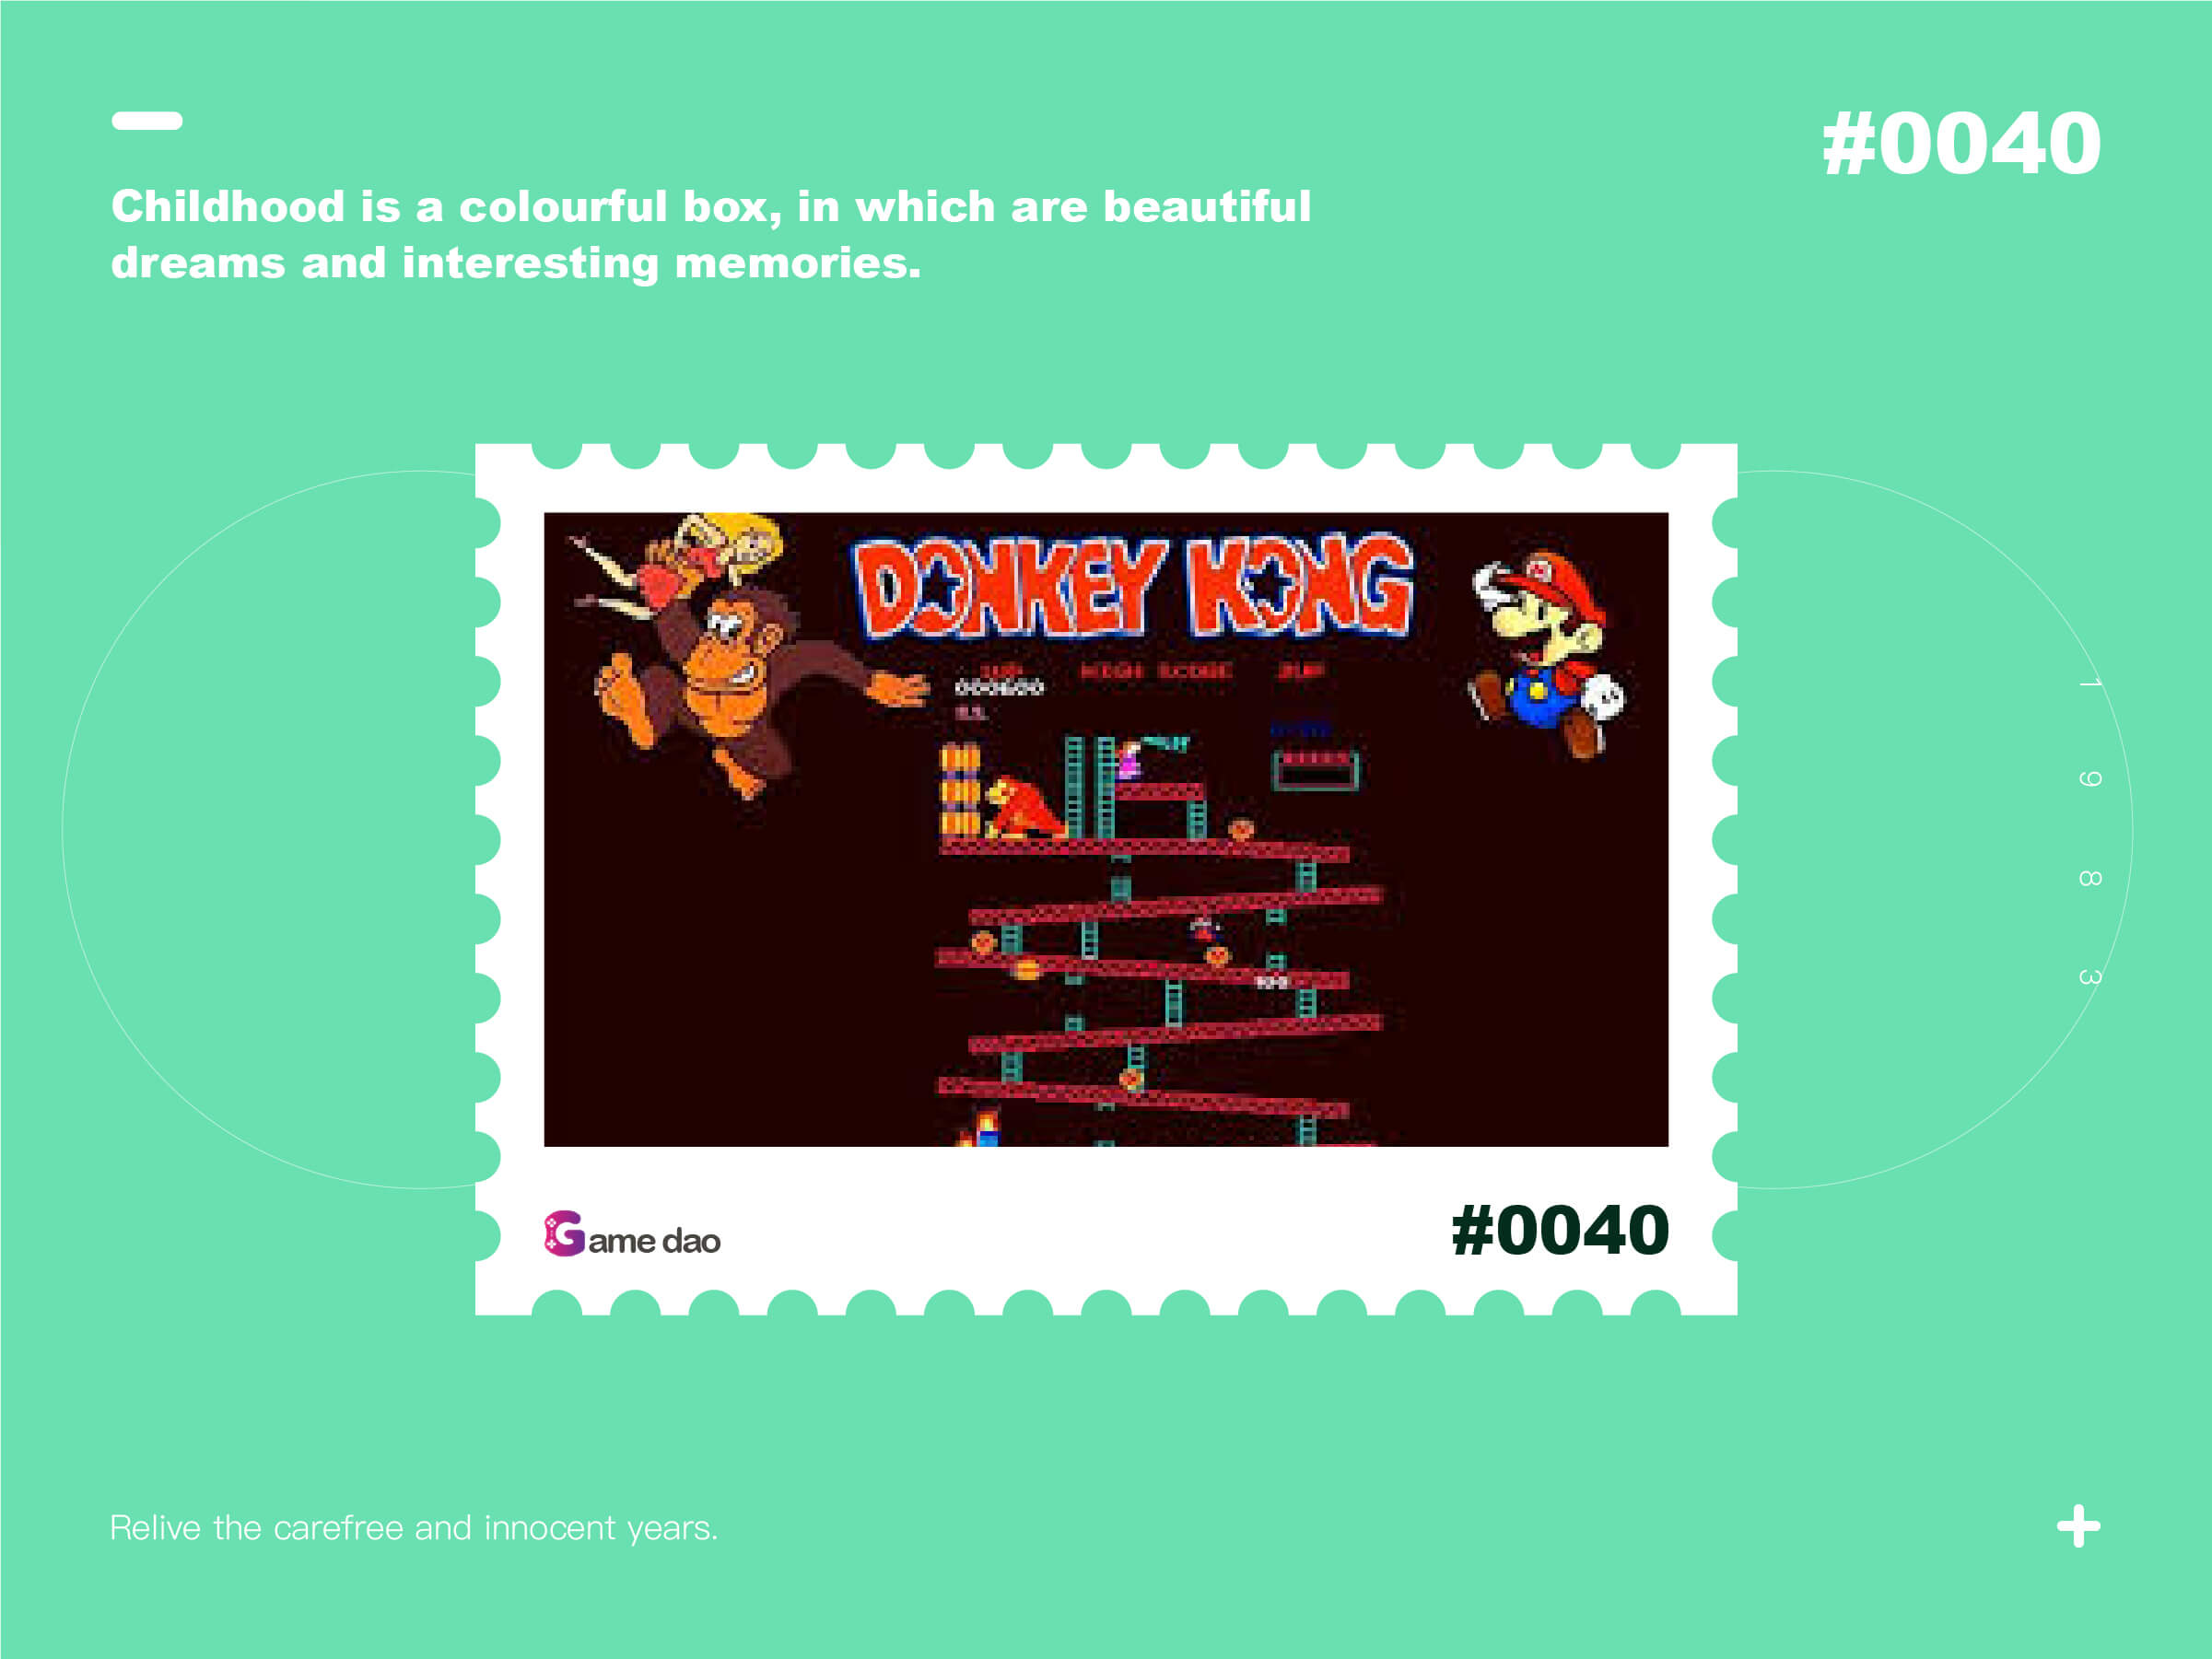 #0040
Childhood is a colourful box, in which are beautiful
dreams and interesting memories.
DONKEY KONG
1UP HIGH SCORE 2UP
000600
1 9 8 3
Game dao
#0040
Relive the carefree and innocent years.